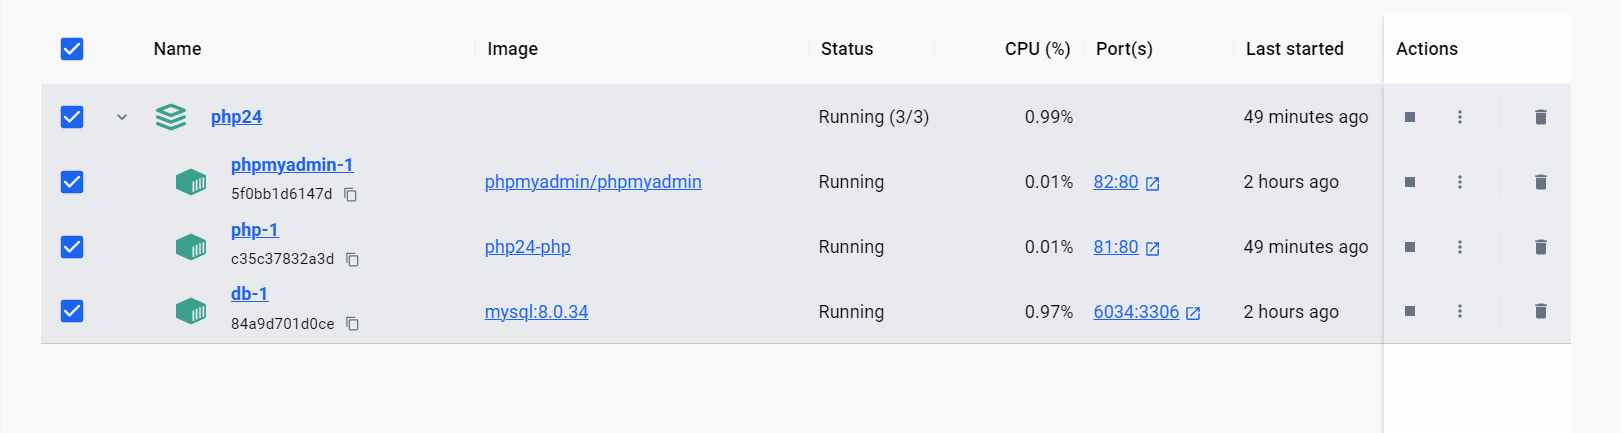 Name Image Status CPU (%) Port(s) Last started Actions
php24 Running (3/3) 0.99% 49 minutes ago
phpmyadmin-1
5f0bb1d6147d phpmyadmin/phpmyadmin Running 0.01% 82:80 2 hours ago
php-1
c35c37832a3d php24-php Running 0.01% 81:80 49 minutes ago
db-1
84a9d701d0ce mysql:8.0.34 Running 0.97% 6034:3306 2 hours ago